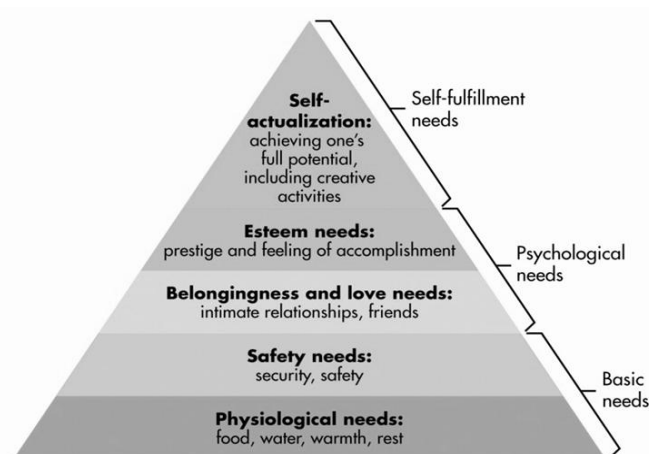 Self-
actualization:
achieving one's
full potential,
including creative
activities
Self-fulfillment
needs
Esteem needs:
prestige and feeling of accomplishment
Psychological
needs
Belongingness and love needs:
intimate relationships, friends
Safety needs:
security, safety
Basic
needs
Physiological needs:
food, water, warmth, rest